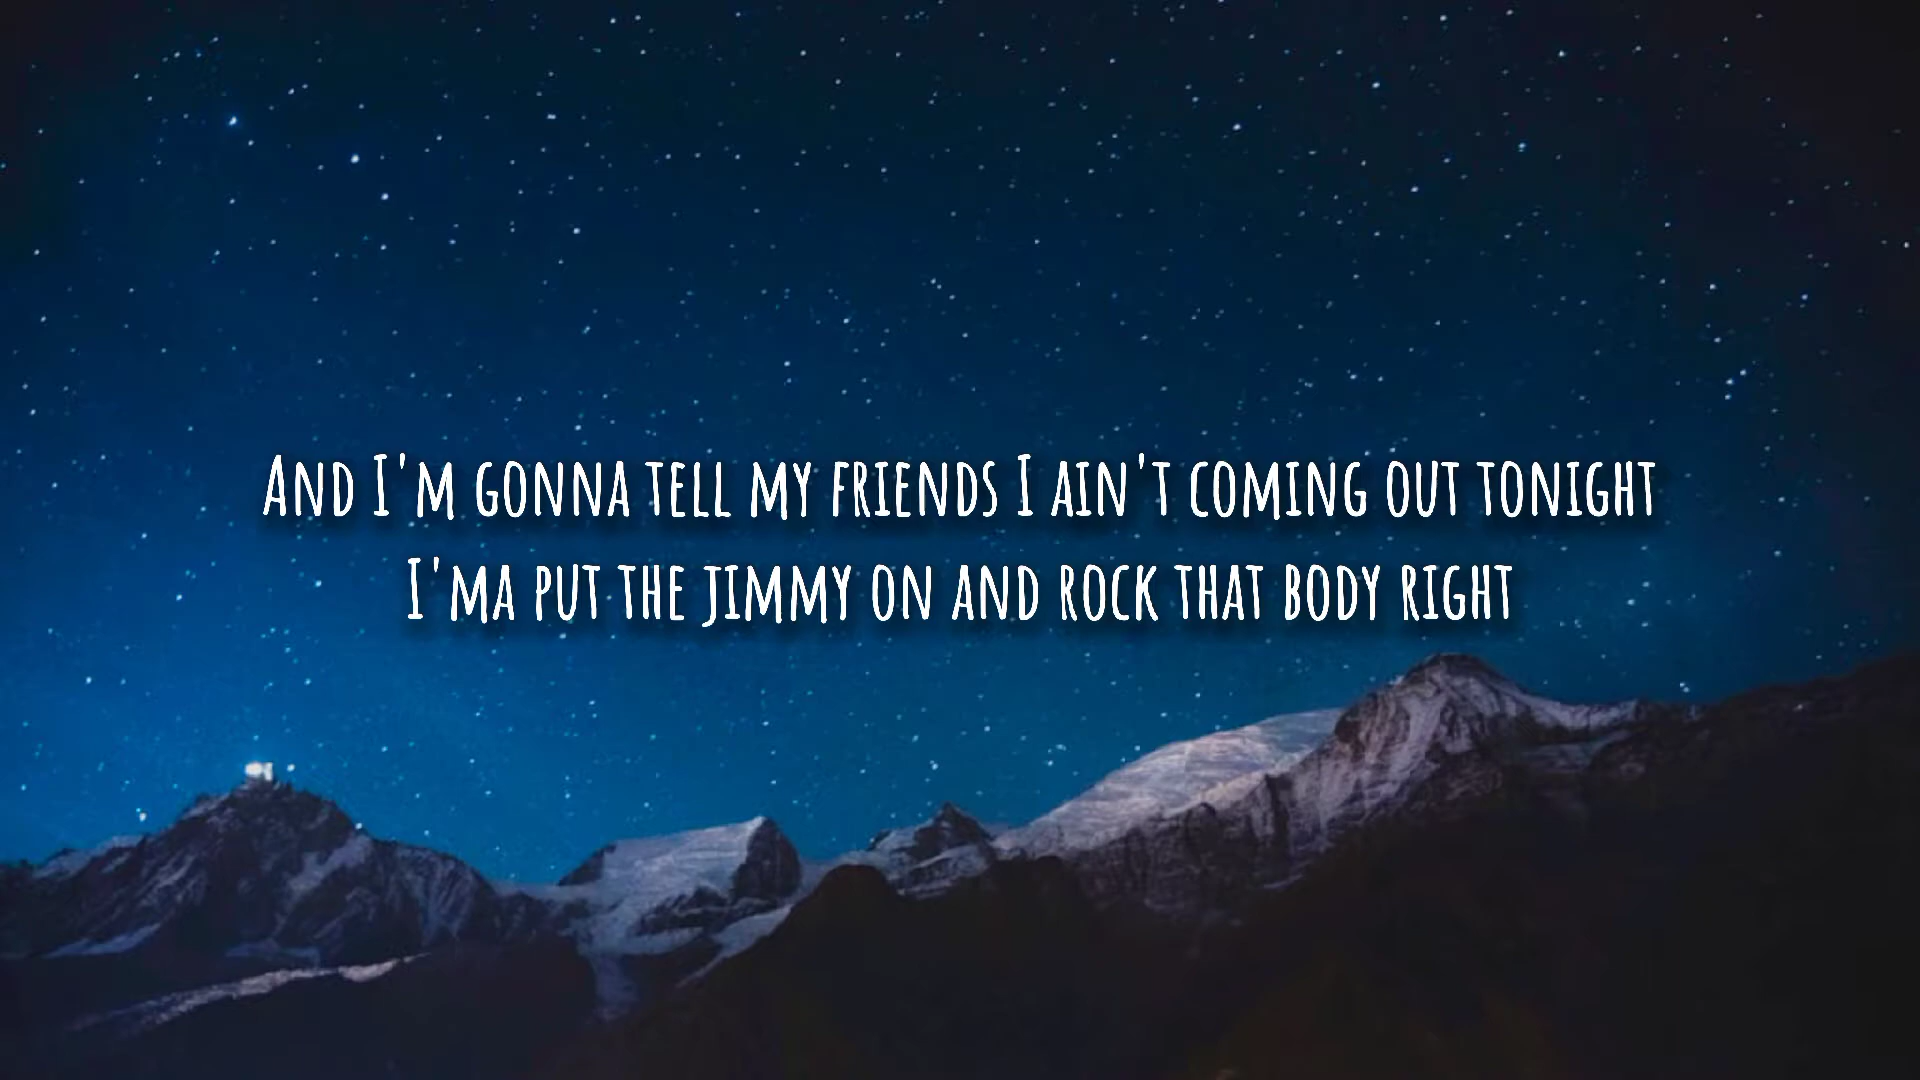 And I'm gonna tell my friends I ain't coming out tonight
I'ma put the jimmy on and rock that body right